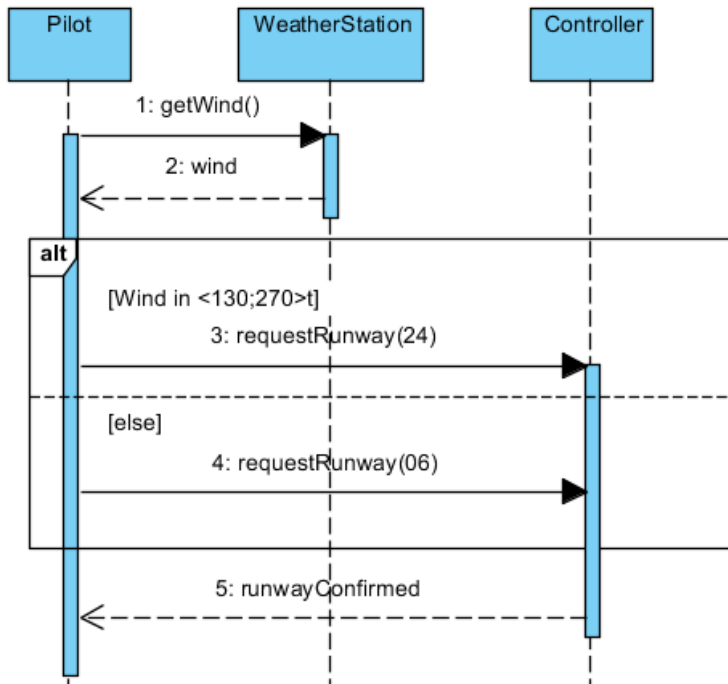 Pilot
WeatherStation
Controller
1: getWind()
2: wind
alt
[Wind in <130;270>t]
3: requestRunway(24)
[else]
4: requestRunway(06)
5: runwayConfirmed